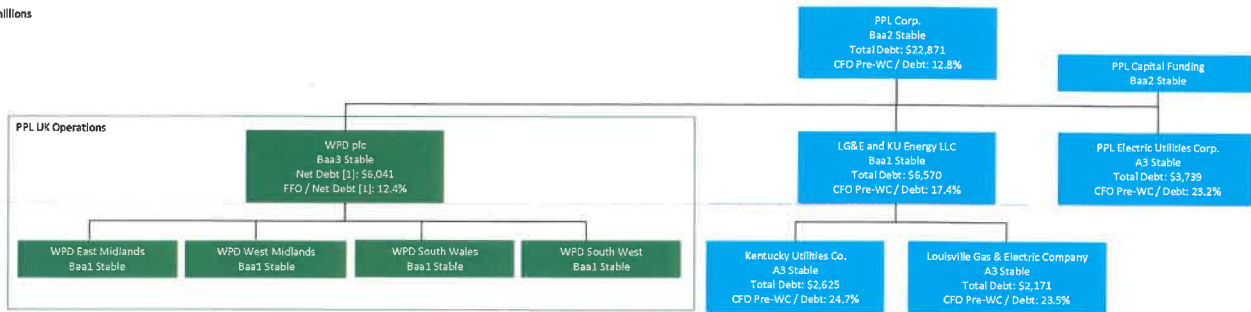 millions
PPL Corp.
Baa2 Stable
Total Debt: $22,871
CFO Pre-WC / Debt: 12.8%
PPL Capital Funding
Baa2 Stable
PPL UK Operations
WPD plc
Baa3 Stable
Net Debt [1]: $6,041
FFO / Net Debt [1]: 12.4%
LG&E and KU Energy LLC
Baa1 Stable
Total Debt: $6,570
CFO Pre-WC / Debt: 17.4%
PPL Electric Utilities Corp.
A3 Stable
Total Debt: $3,739
CFO Pre-WC / Debt: 23.2%
WPD East Midlands
Baa1 Stable
WPD West Midlands
Baa1 Stable
WPD South Wales
Baa1 Stable
WPD South West
Baa1 Stable
Kentucky Utilities Co.
A3 Stable
Total Debt: $2,625
CFO Pre-WC / Debt: 24.7%
Louisville Gas & Electric Company
A3 Stable
Total Debt: $2,171
CFO Pre-WC / Debt: 23.5%